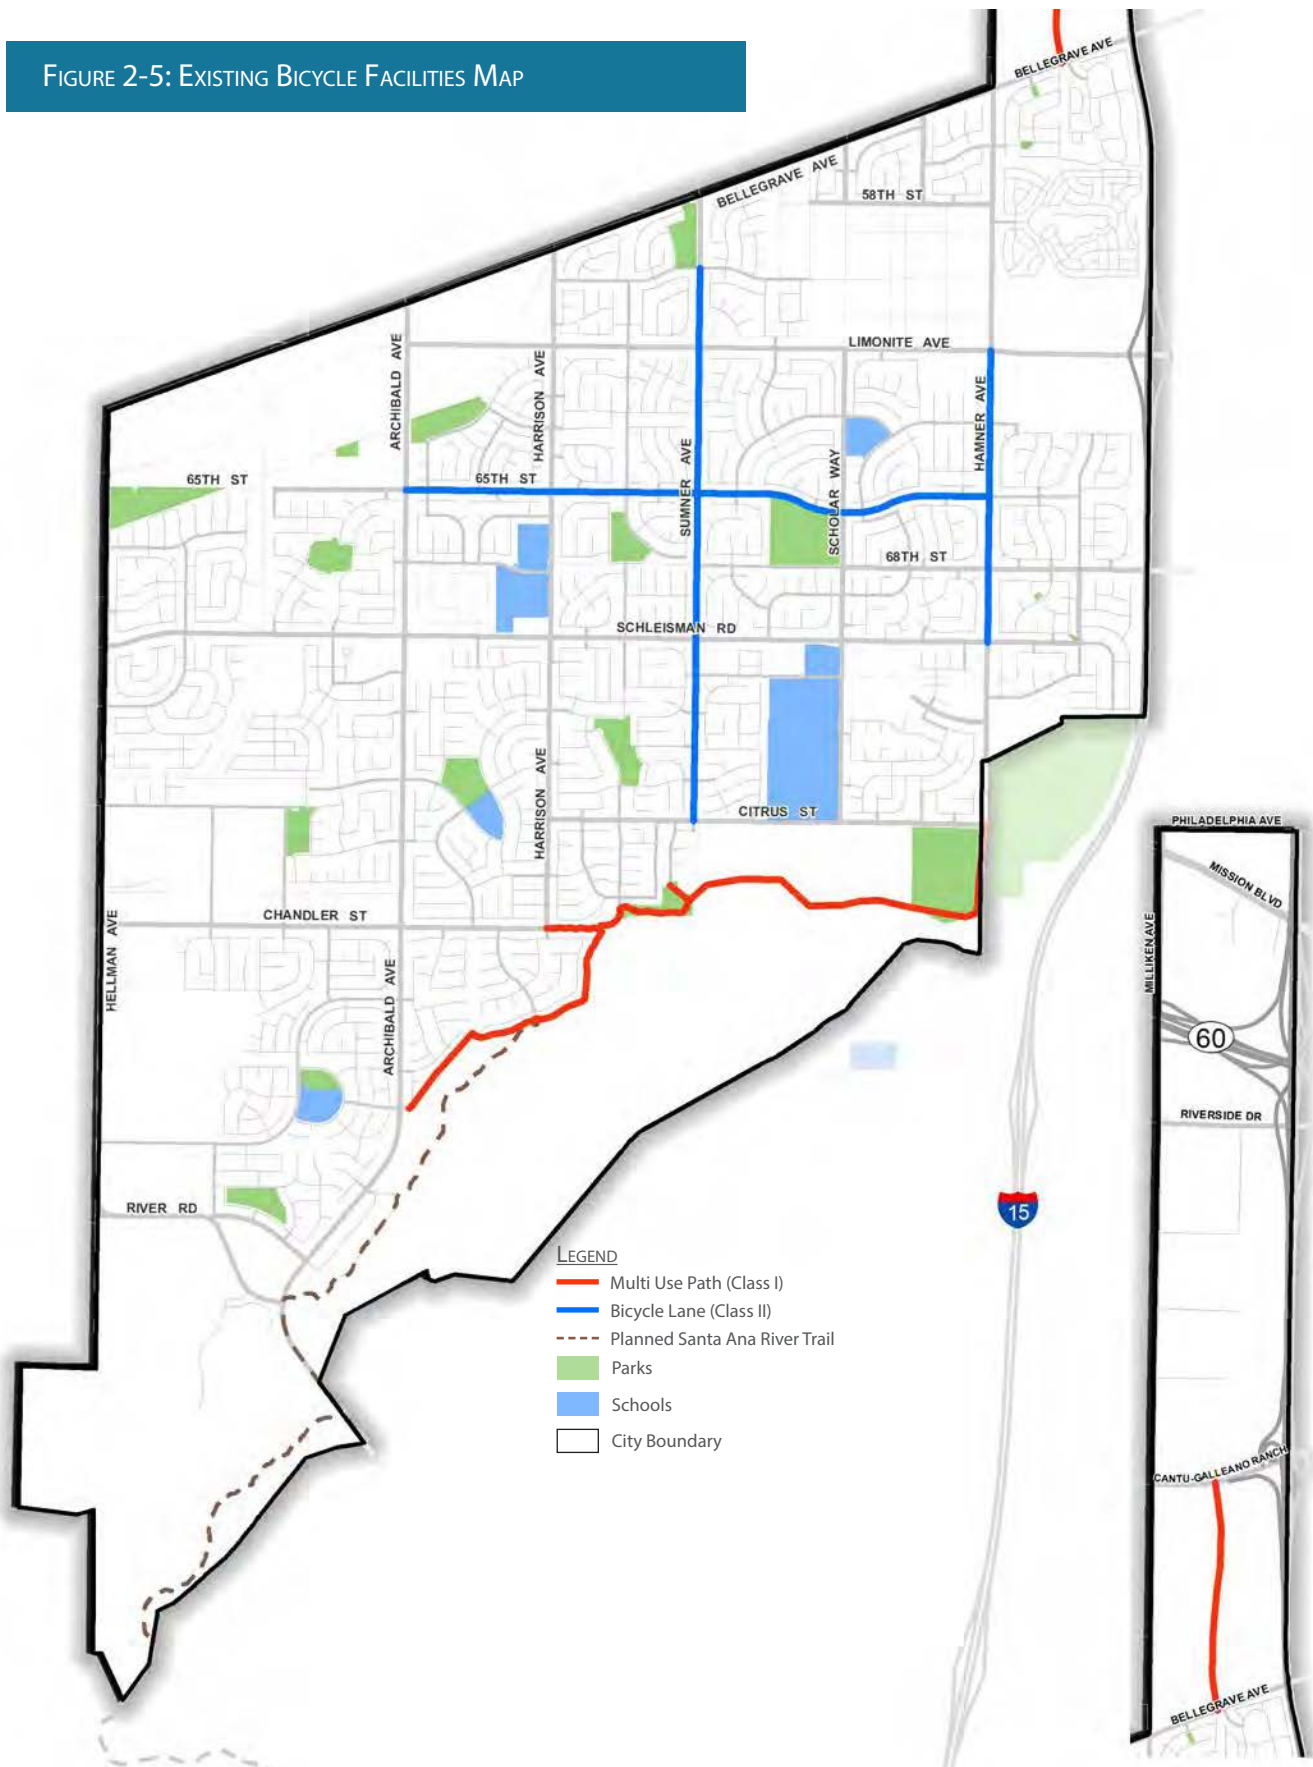 FIGURE 2-5: EXISTING BICYCLE FACILITIES MAP
BELLEGRAVE AVE
BELLEGRAVE AVE
58TH ST
LIMONITE AVE
ARCHIBALD AVE
HARRISON AVE
HAMNER AVE
SUMNER AVE
SCHOLAR WAY
65TH ST
65TH ST
68TH ST
SCHLEISMAN RD
HARRISON AVE
CITRUS ST
PHILADELPHIA AVE
MISSION BLVD
CHANDLER ST
HELLMAN AVE
ARCHIBALD AVE
MILLIKEN AVE
60
RIVERSIDE DR
RIVER RD
15
LEGEND
Multi Use Path (Class I)
Bicycle Lane (Class II)
Planned Santa Ana River Trail
Parks
Schools
City Boundary
CANTU-GALLEANO RANCH
BELLEGRAVE AVE